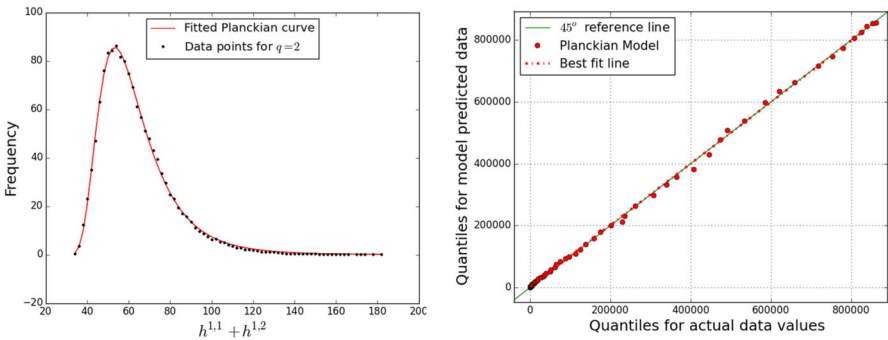 100
80
60
40
20
0
−20
20 40 60 80 100 120 140 160 180 200
Frequency
h^{1,1} + h^{1,2}
Fitted Planckian curve
Data points for q = 2
800000
600000
400000
200000
0
0 200000 400000 600000 800000
Quantiles for model predicted data
Quantiles for actual data values
45^o reference line
Planckian Model
Best fit line